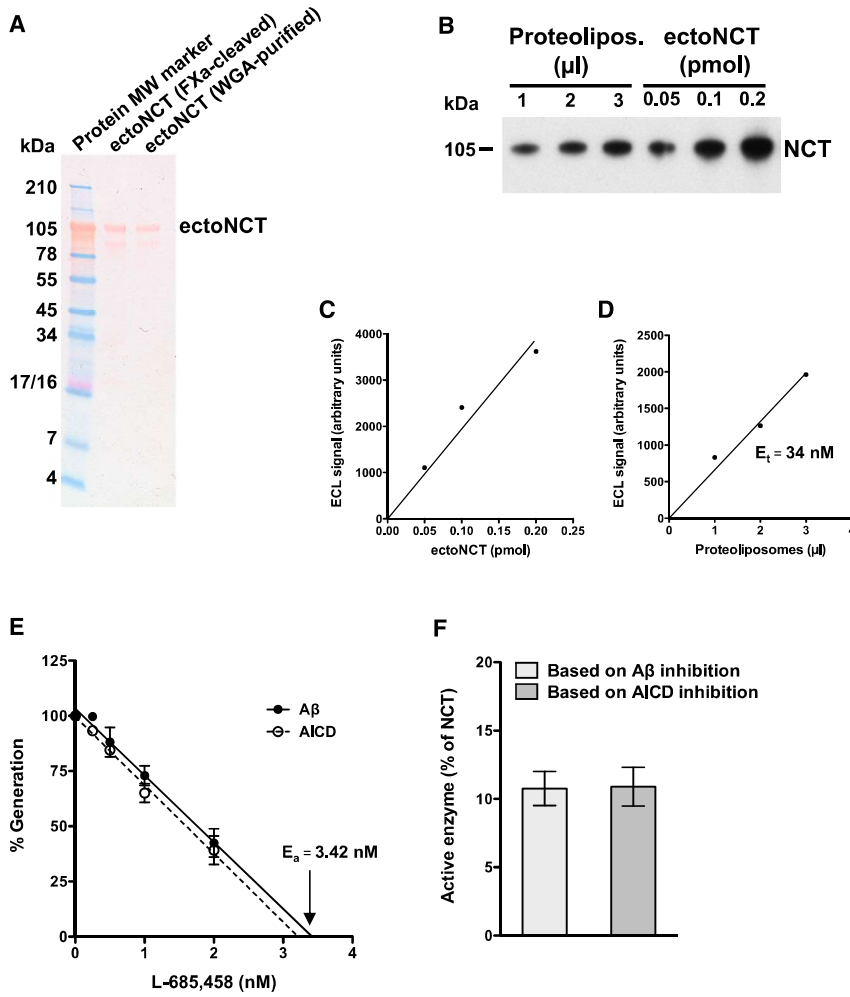 A
Protein MW marker
ectoNCT (FXa-cleaved)
ectoNCT (WGA-purified)
kDa
210
105
78
55
45
34
17/16
7
4
ectoNCT
B
Proteolipos. ectoNCT
(µl) (pmol)
kDa 1 2 3 0.05 0.1 0.2
105 NCT
C
ECL signal (arbitrary units)
4000
3000
2000
1000
0
0.00 0.05 0.10 0.15 0.20 0.25
ectoNCT (pmol)
D
ECL signal (arbitrary units)
2500
2000
1500
1000
500
0
Et = 34 nM
0 1 2 3 4
Proteoliposomes (µl)
E
% Generation
125
100
75
50
25
0
Aβ
AICD
Ea = 3.42 nM
0 1 2 3 4
L-685,458 (nM)
F
Active enzyme (% of NCT)
20
15
10
5
0
Based on Aβ inhibition
Based on AICD inhibition